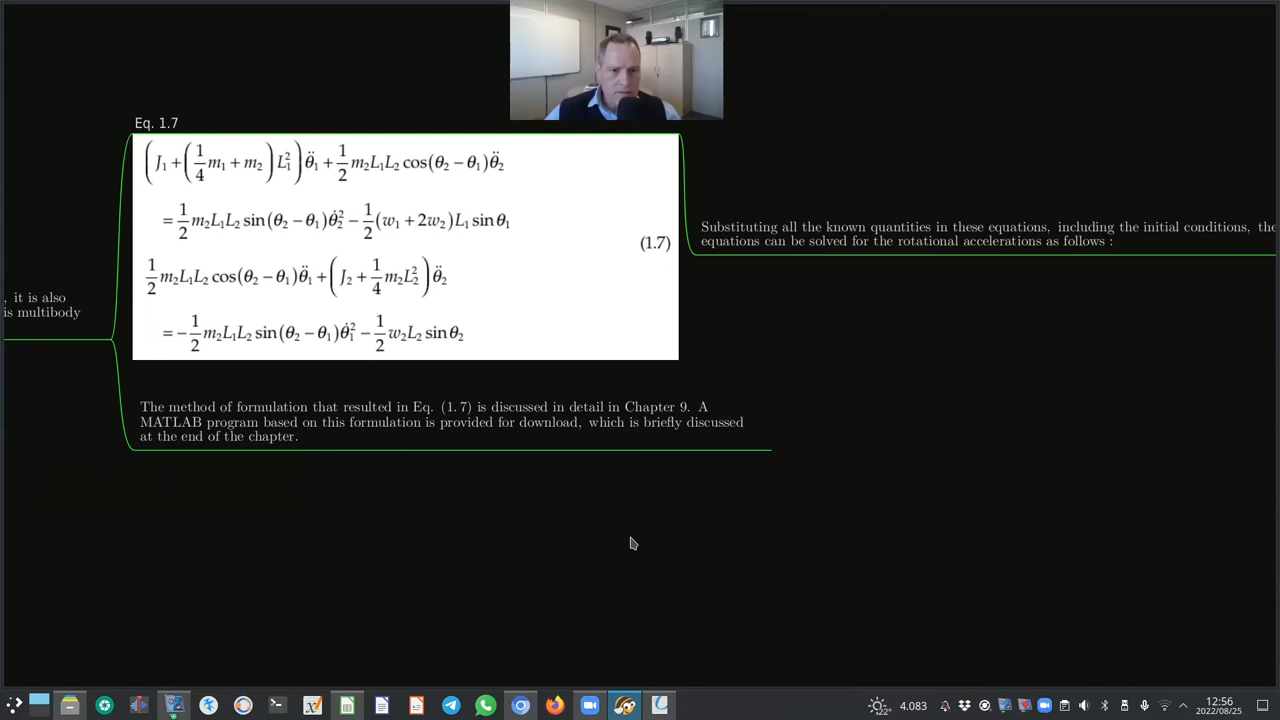 Eq. 1.7
(J₁ + (1/4 m₁ + m₂) L₁²) θ̈₁ + 1/2 m₂L₁L₂ cos(θ₂ − θ₁)θ̈₂
= 1/2 m₂L₁L₂ sin(θ₂ − θ₁)θ̇₂² − 1/2 (w₁ + 2w₂)L₁ sin θ₁
(1.7)
1/2 m₂L₁L₂ cos(θ₂ − θ₁)θ̈₁ + (J₂ + 1/4 m₂L₂²) θ̈₂
= − 1/2 m₂L₁L₂ sin(θ₂ − θ₁)θ̇₁² − 1/2 w₂L₂ sin θ₂
Substituting all the known quantities in these equations, including the initial conditions, the
equations can be solved for the rotational accelerations as follows :
, it is also
is multibody
The method of formulation that resulted in Eq. (1.7) is discussed in detail in Chapter 9. A
MATLAB program based on this formulation is provided for download, which is briefly discussed
at the end of the chapter.
+22°
4.083
12:56
2022/08/25